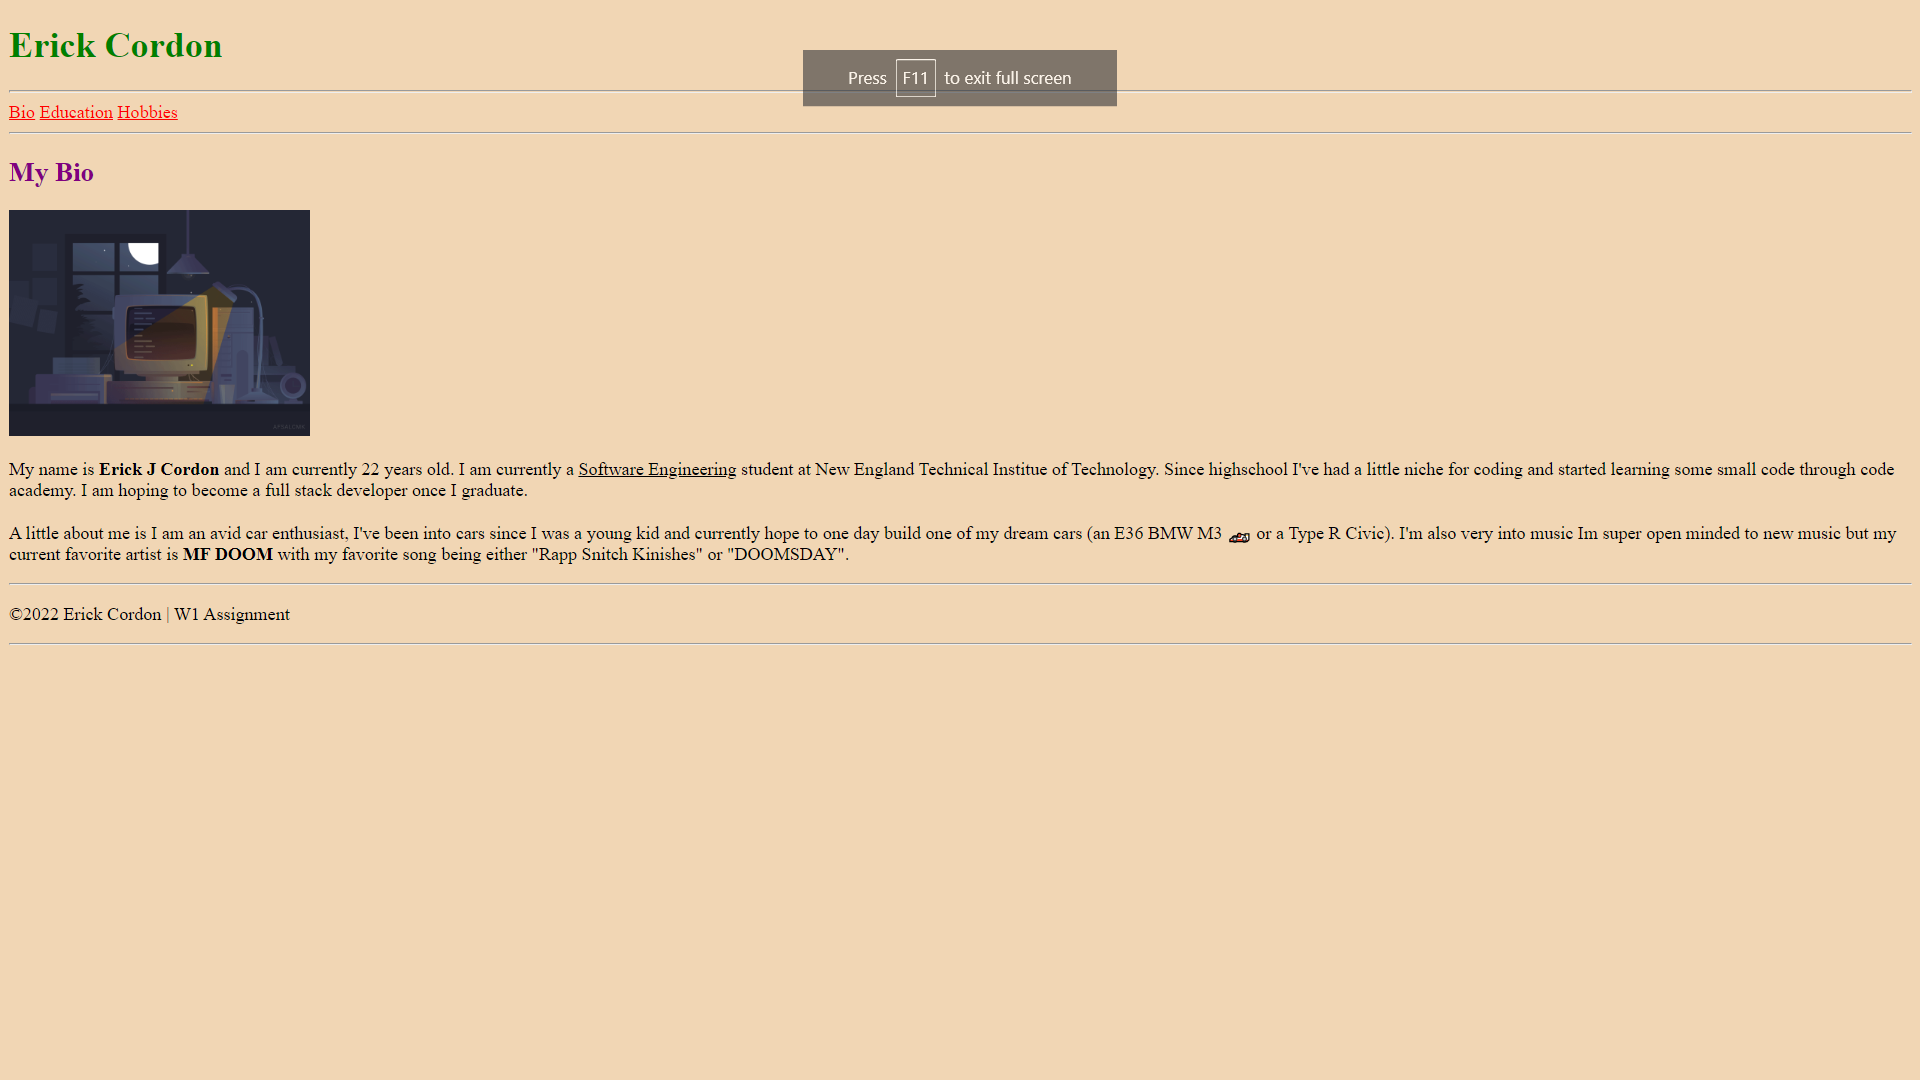 Erick Cordon
Press F11 to exit full screen
Bio Education Hobbies
My Bio
My name is Erick J Cordon and I am currently 22 years old. I am currently a Software Engineering student at New England Technical Institue of Technology. Since highschool I've had a little niche for coding and started learning some small code through code
academy. I am hoping to become a full stack developer once I graduate.
A little about me is I am an avid car enthusiast, I've been into cars since I was a young kid and currently hope to one day build one of my dream cars (an E36 BMW M3 or a Type R Civic). I'm also very into music Im super open minded to new music but my
current favorite artist is MF DOOM with my favorite song being either "Rapp Snitch Kinishes" or "DOOMSDAY".
©2022 Erick Cordon | W1 Assignment